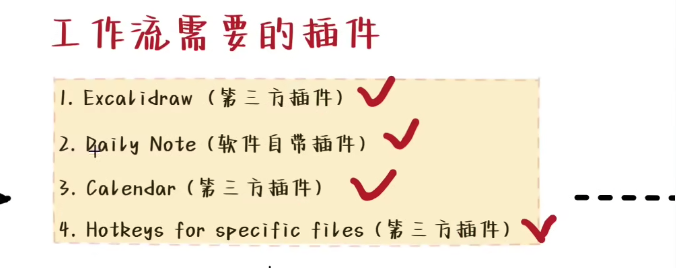 工作流需要的插件
1. Excalidraw (第三方插件)
2. Daily Note (软件自带插件)
3. Calendar (第三方插件)
4. Hotkeys for specific files (第三方插件)